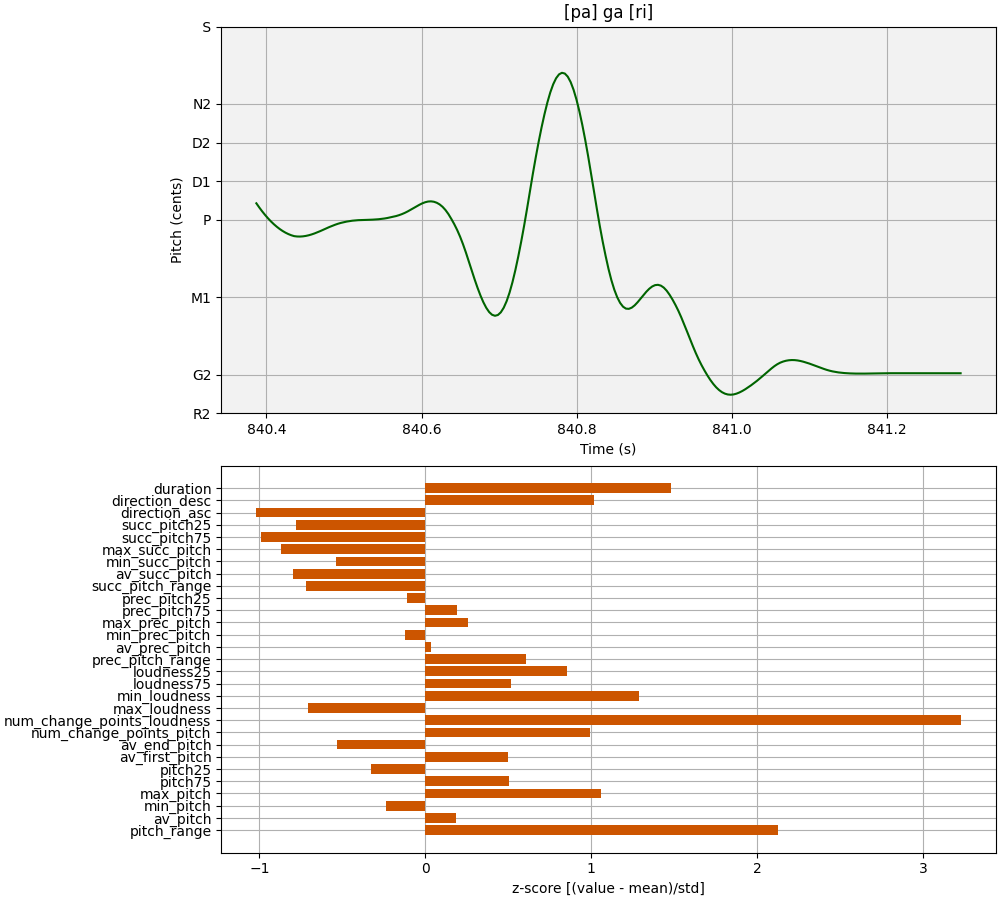 [pa] ga [ri]
S
N2
D2
D1
P
M1
G2
R2
Pitch (cents)
840.4 840.6 840.8 841.0 841.2
Time (s)
duration
direction_desc
direction_asc
succ_pitch25
succ_pitch75
max_succ_pitch
min_succ_pitch
av_succ_pitch
succ_pitch_range
prec_pitch25
prec_pitch75
max_prec_pitch
min_prec_pitch
av_prec_pitch
prec_pitch_range
loudness25
loudness75
min_loudness
max_loudness
num_change_points_loudness
num_change_points_pitch
av_end_pitch
av_first_pitch
pitch25
pitch75
max_pitch
min_pitch
av_pitch
pitch_range
−1 0 1 2 3
z-score [(value - mean)/std]